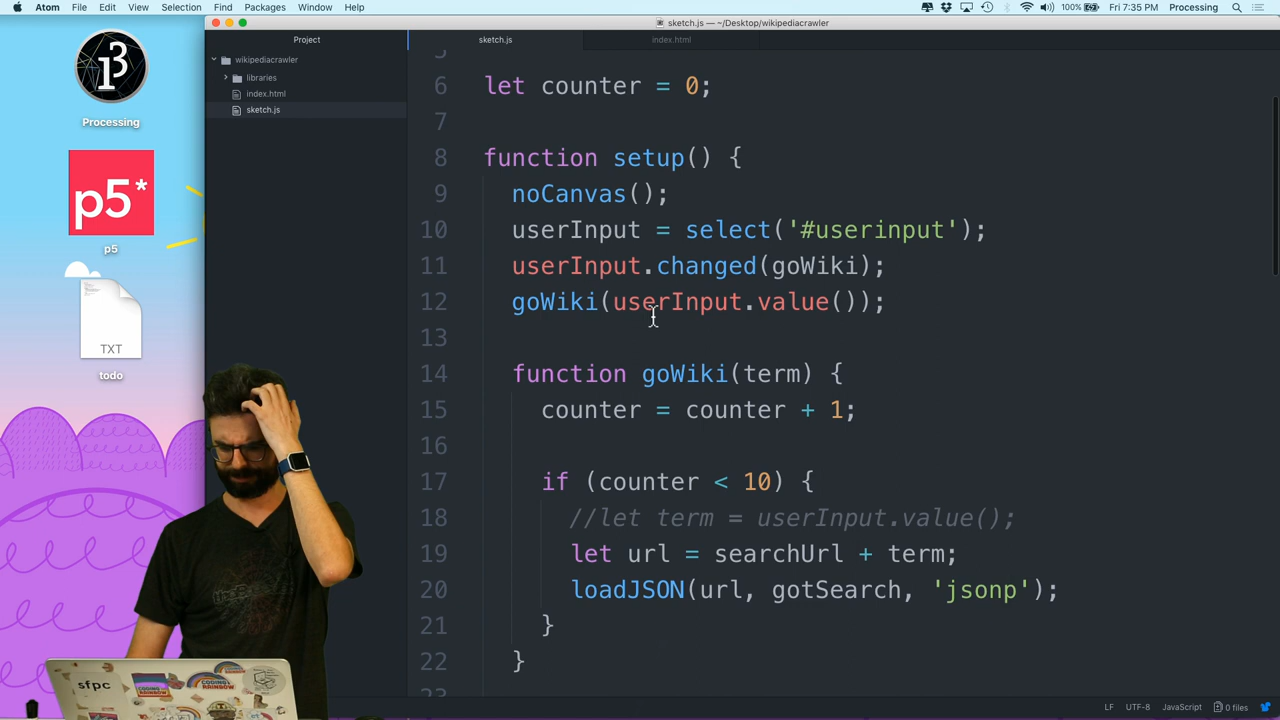 Atom File Edit View Selection Find Packages Window Help
100% Fri 7:35 PM Processing
sketch.js — ~/Desktop/wikipediacrawler
Project
sketch.js
index.html
wikipediacrawler
libraries
index.html
sketch.js
Processing
p5*
p5
TXT
todo
5
6 let counter = 0;
7
8 function setup() {
9 noCanvas();
10 userInput = select('#userinput');
11 userInput.changed(goWiki);
12 goWiki(userInput.value());
13
14 function goWiki(term) {
15 counter = counter + 1;
16
17 if (counter < 10) {
18 //let term = userInput.value();
19 let url = searchUrl + term;
20 loadJSON(url, gotSearch, 'jsonp');
21 }
22 }
23
sfpc
LF UTF-8 JavaScript 0 files